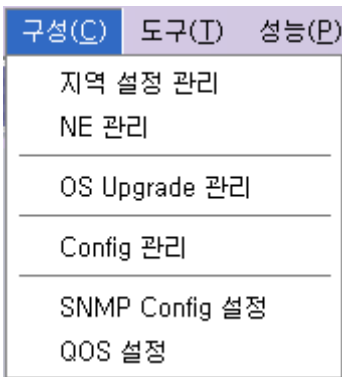 구성(C) 도구(T) 성능(P)
지역 설정 관리
NE 관리
OS Upgrade 관리
Config 관리
SNMP Config 설정
QOS 설정